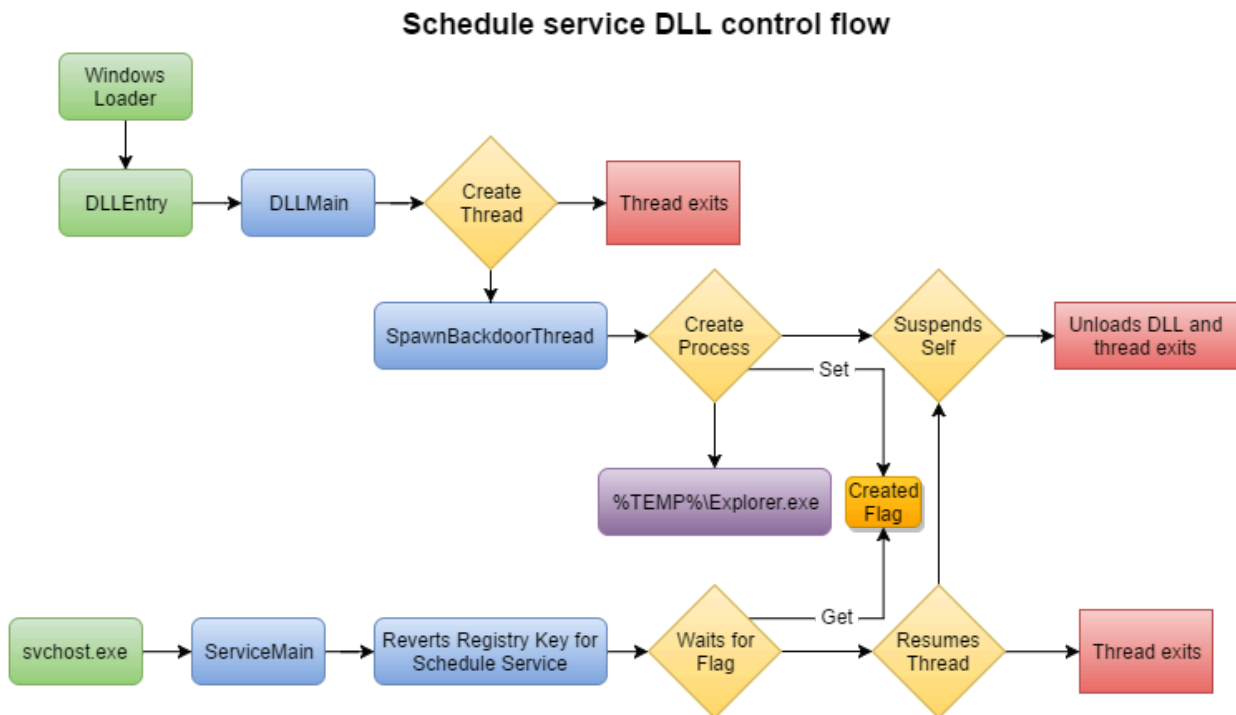 Schedule service DLL control flow
Windows
Loader
DLLEntry
DLLMain
Create
Thread
Thread exits
SpawnBackdoorThread
Create
Process
Suspends
Self
Unloads DLL and
thread exits
Set
%TEMP%\Explorer.exe
Created
Flag
Get
svchost.exe
ServiceMain
Reverts Registry Key for
Schedule Service
Waits for
Flag
Resumes
Thread
Thread exits